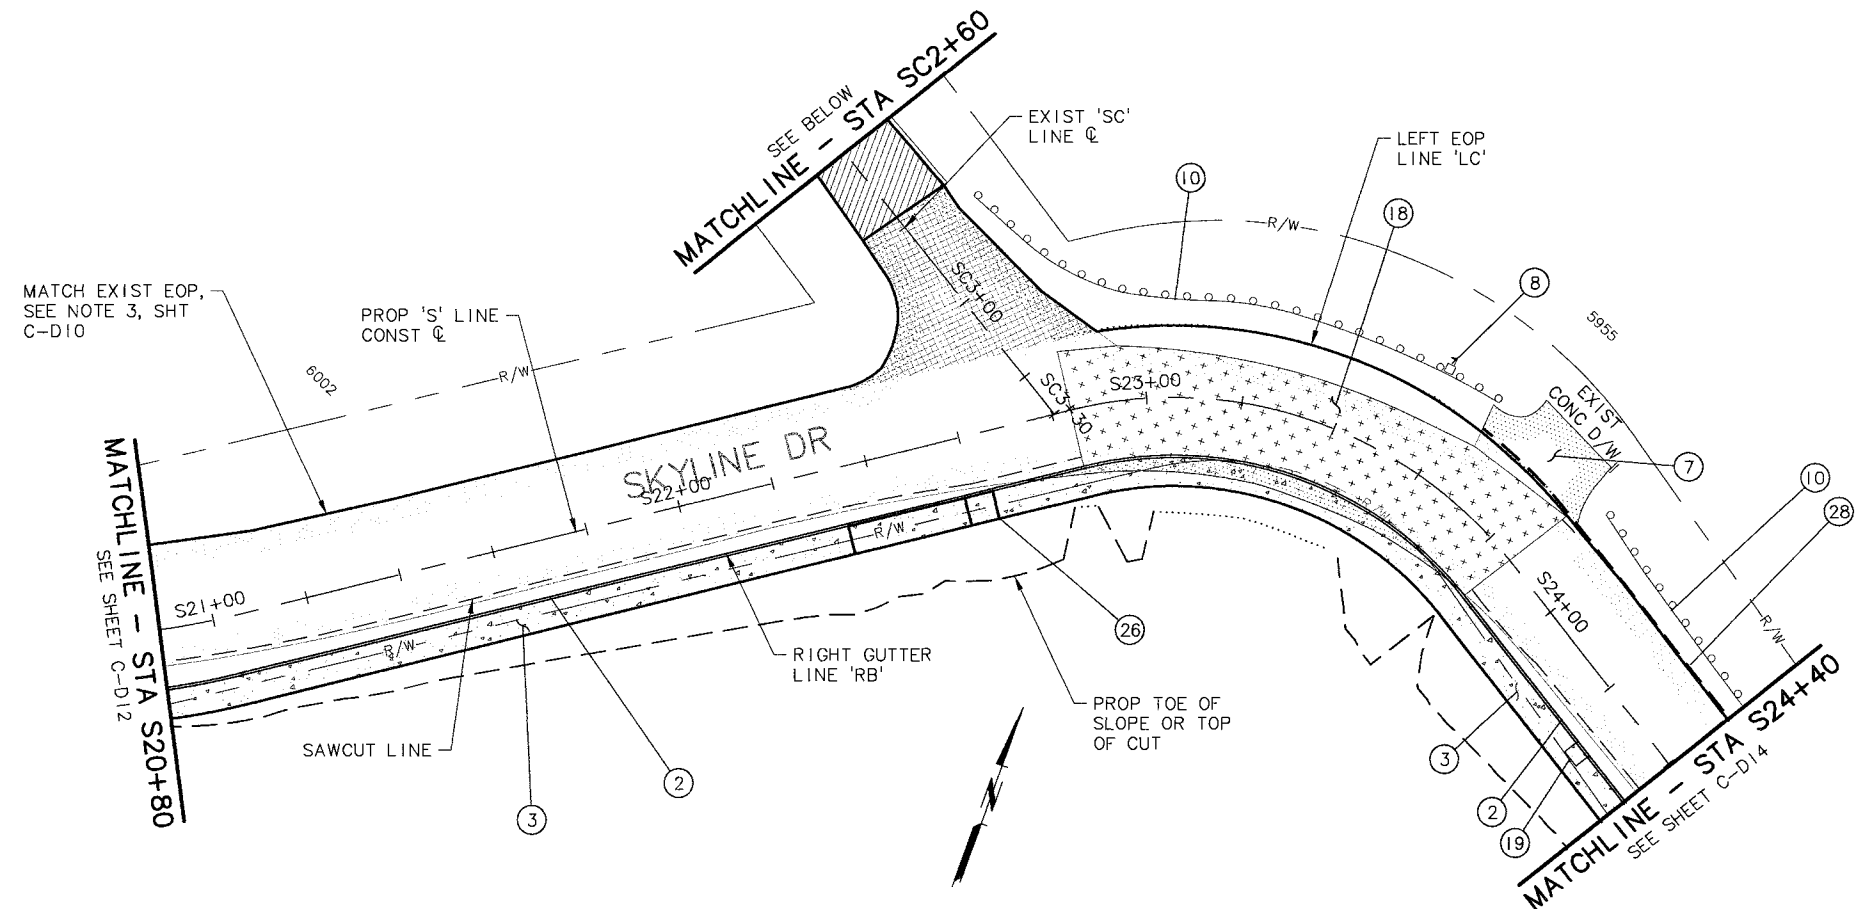 MATCHLINE - STA SC2+60
SEE BELOW
EXIST 'SC'
LINE ℄
LEFT EOP
LINE 'LC'
10
18
R/W
8
5955
MATCH EXIST EOP,
SEE NOTE 3, SHT
C-D10
PROP 'S' LINE
CONST ℄
6002
R/W
SC3+00
SC3+30
S23+00
EXIST
CONC D/W
7
10
28
SKYLINE DR
S22+00
R/W
MATCHLINE - STA S20+80
SEE SHEET C-D12
S21+00
R/W
S24+00
R/W
26
RIGHT GUTTER
LINE 'RB'
PROP TOE OF
SLOPE OR TOP
OF CUT
SAWCUT LINE
2
3
N
3
2
19
MATCHLINE - STA S24+40
SEE SHEET C-D14